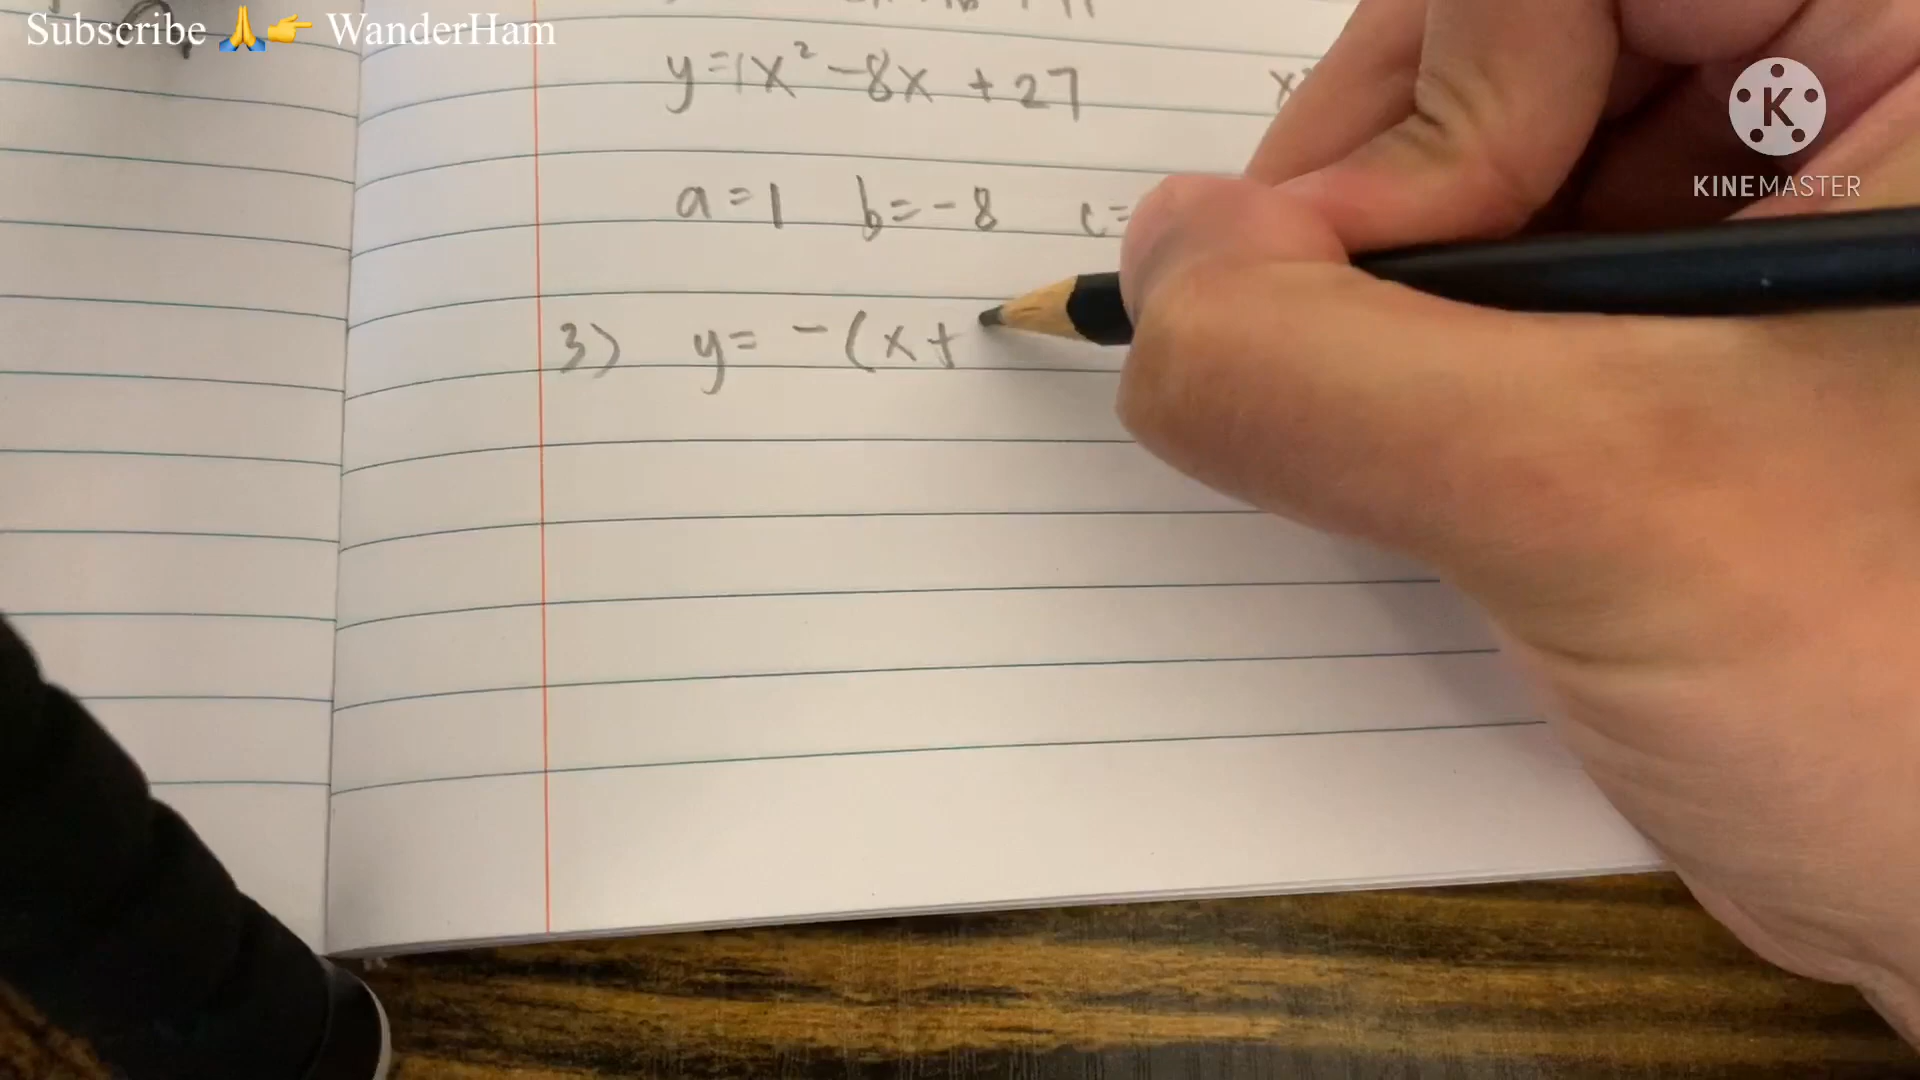 Subscribe 🙏👉 WanderHam
y=1x²-8x+27
x
KINEMASTER
a=1 b=-8 c=
3) y= -(x+